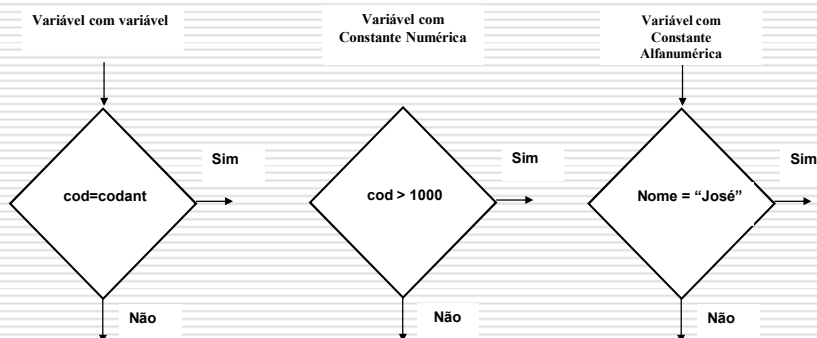 Variável com variável
Variável com
Constante Numérica
Variável com
Constante
Alfanumérica
Sim
cod=codant
Não
Sim
cod > 1000
Não
Sim
Nome = “José”
Não